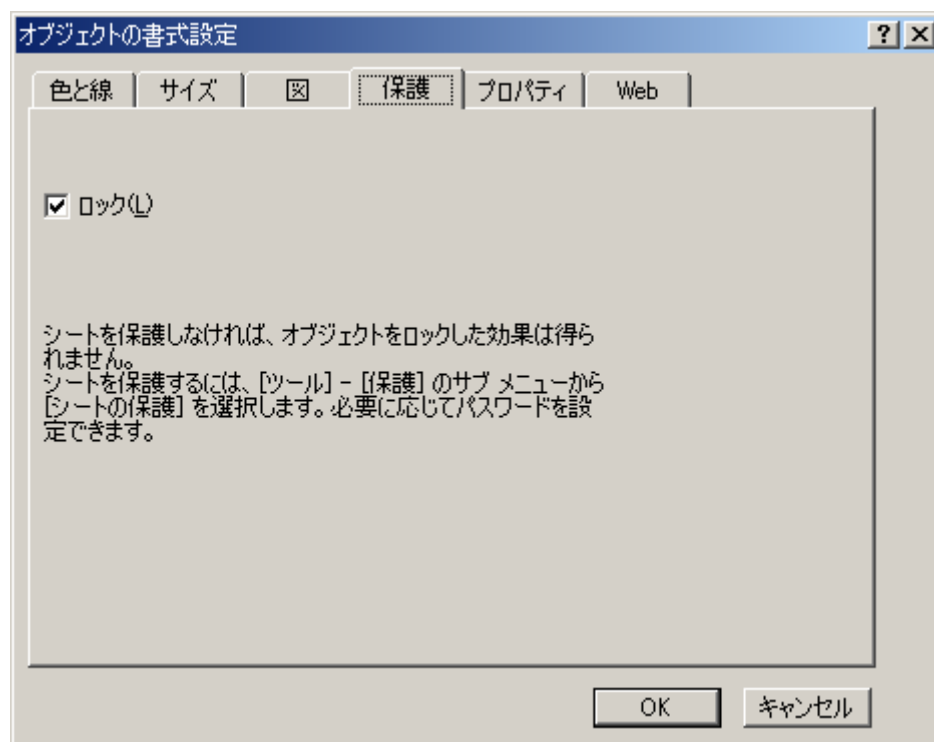 オブジェクトの書式設定
色と線 サイズ 図 保護 プロパティ Web
ロック(L)
シートを保護しなければ、オブジェクトをロックした効果は得ら
れません。
シートを保護するには、[ツール] - [保護] のサブ メニューから
[シートの保護] を選択します。必要に応じてパスワードを設
定できます。
OK キャンセル